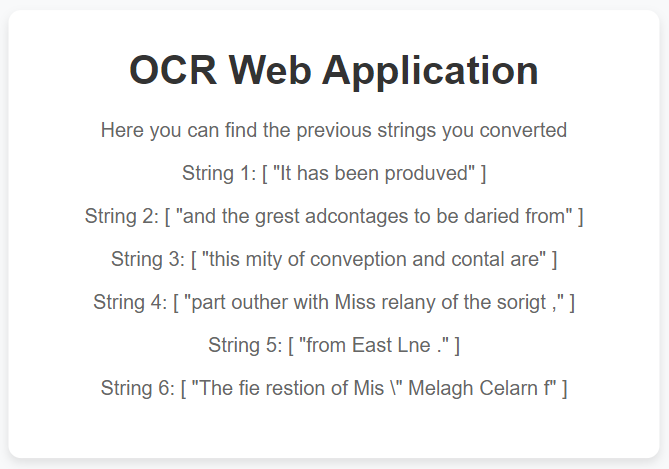 OCR Web Application
Here you can find the previous strings you converted
String 1: [ "It has been produved" ]
String 2: [ "and the grest adcontages to be daried from" ]
String 3: [ "this mity of conveption and contal are" ]
String 4: [ "part outher with Miss relany of the sorigt ," ]
String 5: [ "from East Lne ." ]
String 6: [ "The fie restion of Mis \" Melagh Celarn f" ]